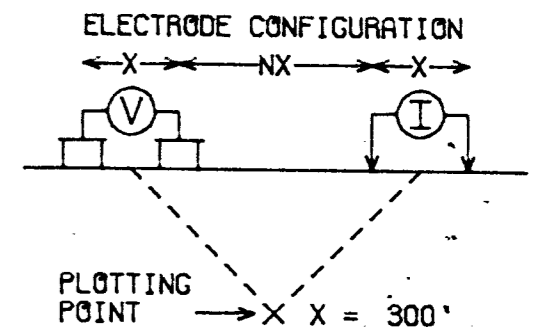 ELECTRODE CONFIGURATION
X NX X
V I
PLOTTING
POINT X X = 300'